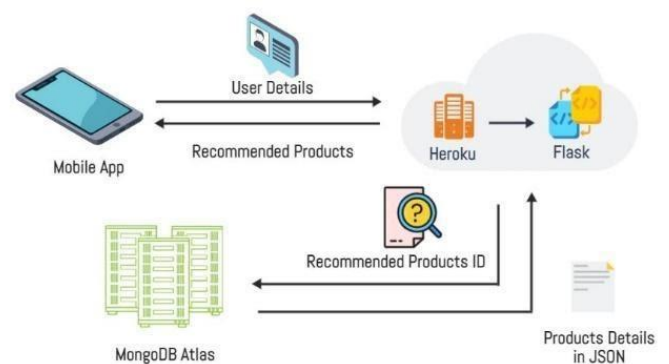 User Details
Recommended Products
Mobile App
Heroku
Flask
Recommended Products ID
MongoDB Atlas
Products Details
in JSON